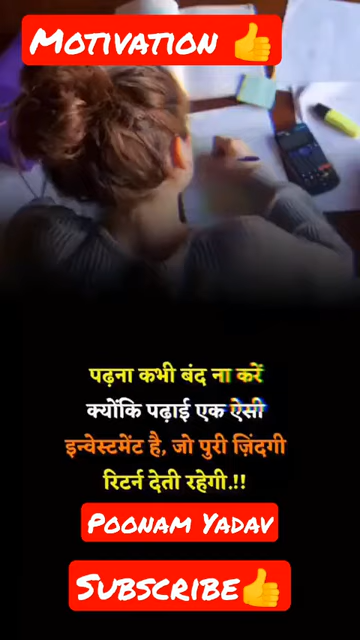 MOTIVATION 👍
पढ़ना कभी बंद ना करें
क्योंकि पढ़ाई एक ऐसी
इन्वेस्टमेंट है, जो पुरी ज़िंदगी
रिटर्न देती रहेगी.!!
POONAM YADAV
SUBSCRIBE👍